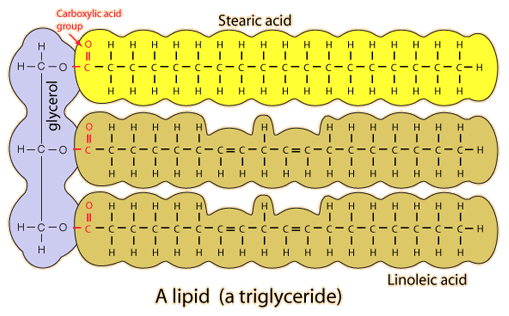 Carboxylic acid
group
Stearic acid
H O H H H H H H H H H H H H H H H H H
H–C–O–C–C–C–C–C–C–C–C–C–C–C–C–C–C–C–C–C–C–H
H H H H H H H H H H H H H H H H H
glycerol
O H H H H H H H H H H H H H
H–C–O–C–C–C–C–C–C–C=C–C–C=C–C–C–C–C–C–C–C–H
H H H H H H H H H H H H H H H H H
O H H H H H H H H H H H H H
H–C–O–C–C–C–C–C–C–C=C–C–C=C–C–C–C–C–C–C–C–H
H H H H H H H H H H H H H H H H H H
Linoleic acid
A lipid (a triglyceride)